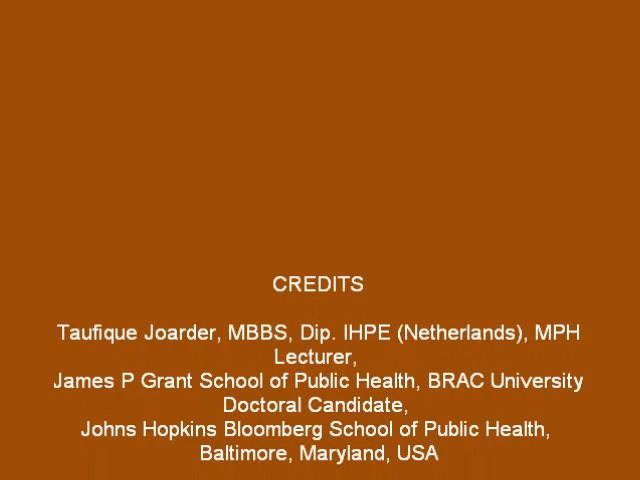 CREDITS
Taufique Joarder, MBBS, Dip. IHPE (Netherlands), MPH
Lecturer,
James P Grant School of Public Health, BRAC University
Doctoral Candidate,
Johns Hopkins Bloomberg School of Public Health,
Baltimore, Maryland, USA